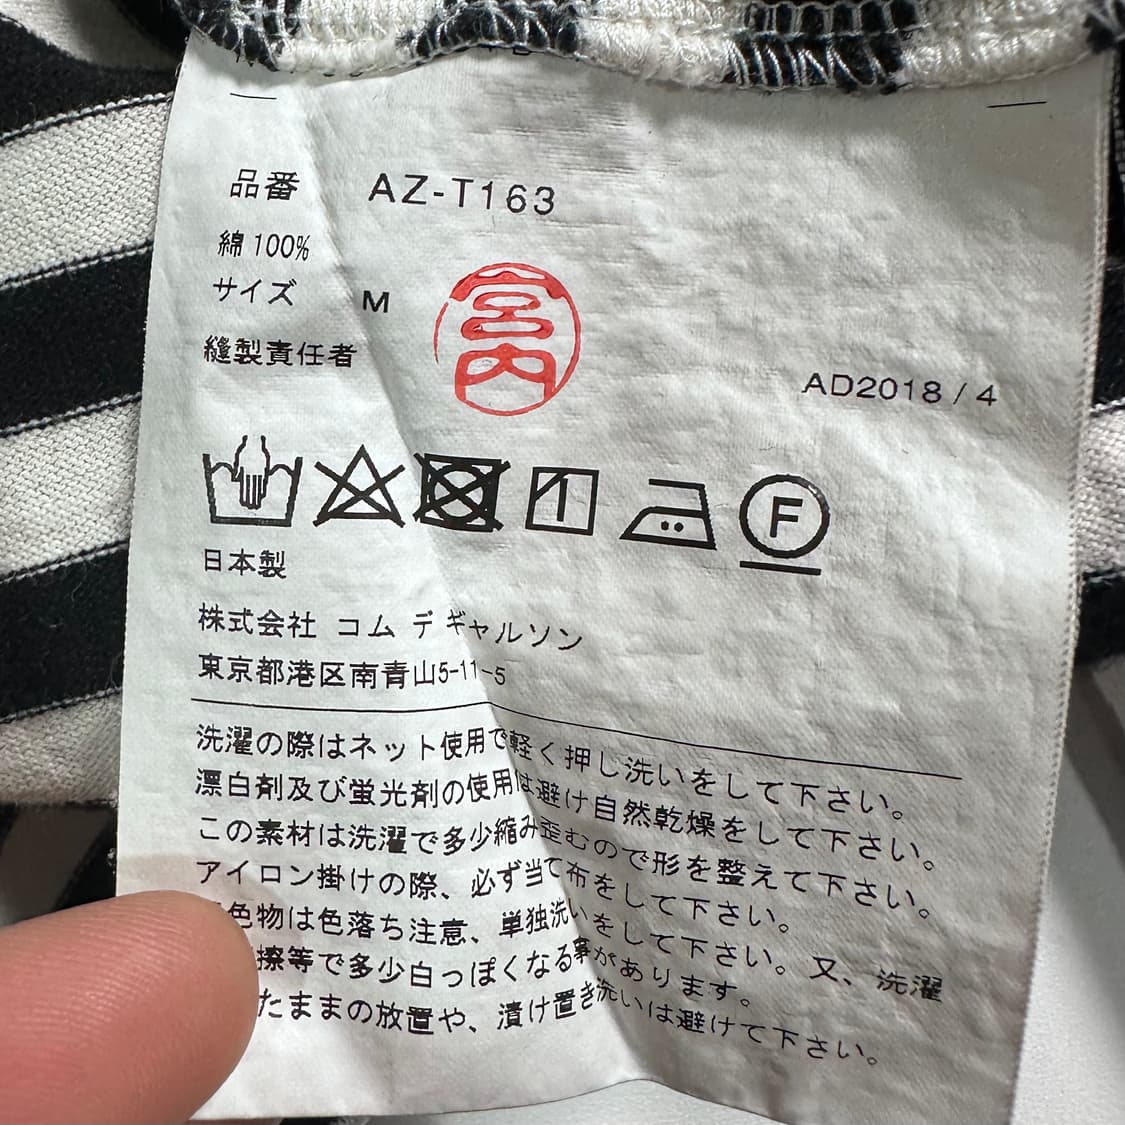 品番 AZ-T163
綿 100%
サイズ M
宮内
縫製責任者
AD2018 / 4
1
F
日本製
株式会社 コム デ ギャルソン
東京都港区南青山5-11-5
洗濯の際はネット使用で軽く押し洗いをして下さい。
漂白剤及び蛍光剤の使用は避け自然乾燥をして下さい。
この素材は洗濯で多少縮み歪むので形を整えて下さい。
アイロン掛けの際、必ず当て布をして下さい。
色物は色落ち注意、単独洗いをして下さい。又、洗濯
擦等で多少白っぽくなる事があります。
たままの放置や、漬け置き洗いは避けて下さい。